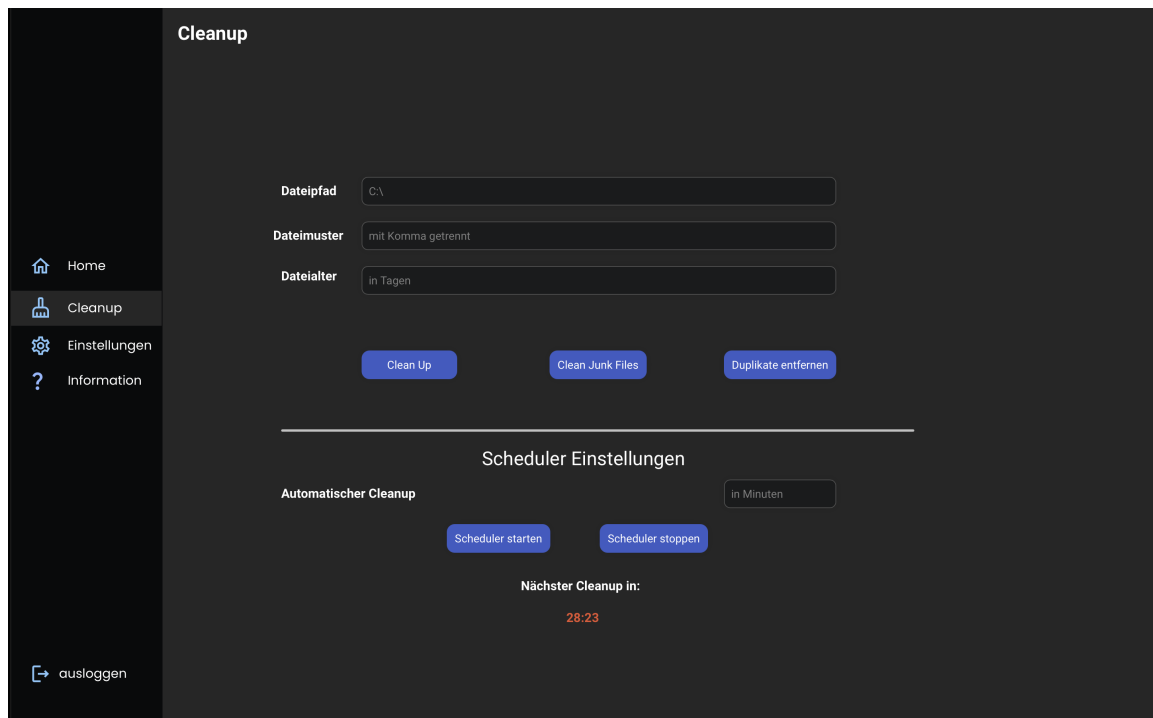 Cleanup
Home
Cleanup
Einstellungen
Information
ausloggen
Dateipfad
C:\
Dateimuster
mit Komma getrennt
Dateialter
in Tagen
Clean Up
Clean Junk Files
Duplikate entfernen
Scheduler Einstellungen
Automatischer Cleanup
in Minuten
Scheduler starten
Scheduler stoppen
Nächster Cleanup in:
28:23